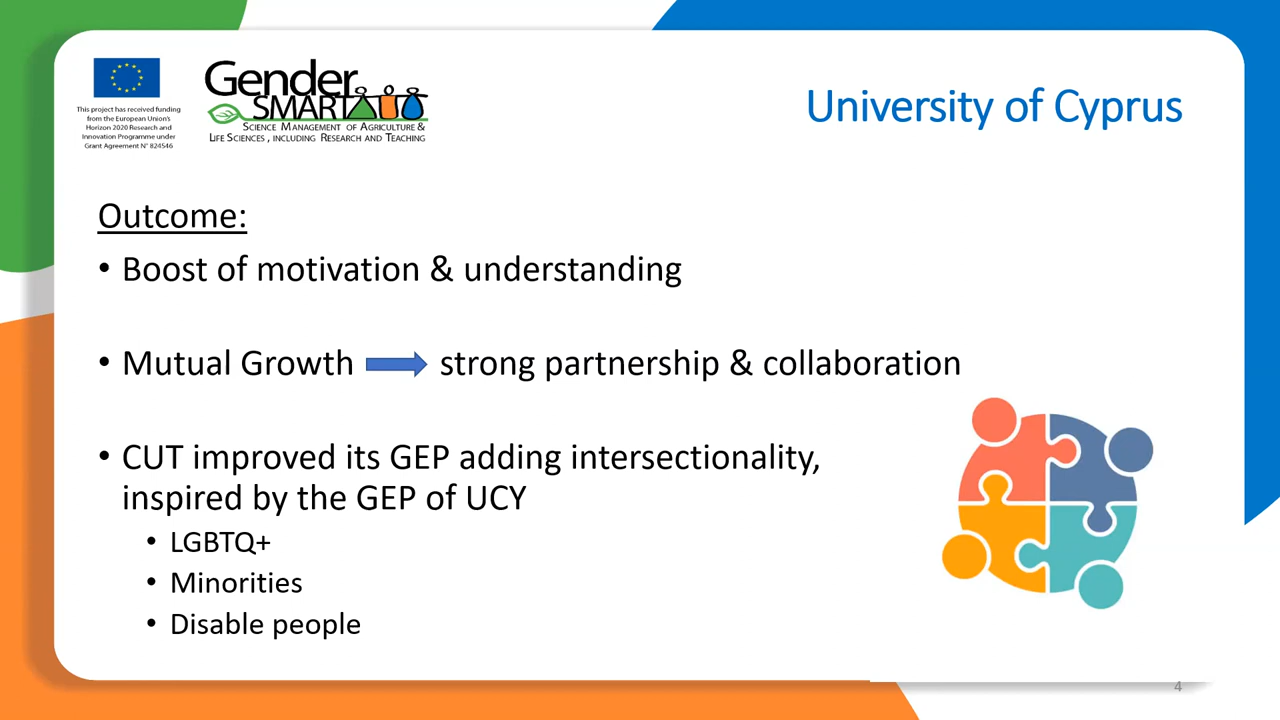 This project has received funding
from the European Union's
Horizon 2020 Research and
Innovation Programme under
Grant Agreement N° 824546
Gender
SMART
SCIENCE MANAGEMENT OF AGRICULTURE &
LIFE SCIENCES, INCLUDING RESEARCH AND TEACHING
University of Cyprus
Outcome:
• Boost of motivation & understanding
• Mutual Growth strong partnership & collaboration
• CUT improved its GEP adding intersectionality,
inspired by the GEP of UCY
• LGBTQ+
• Minorities
• Disable people
4